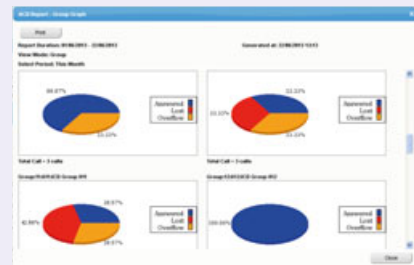 ACD Report - Group Graph
Print
Report Duration: 01/06/2013 - 22/06/2013
Generated at: 22/06/2013
View Mode: Group
Select Period: This Month
66.67%
33.33%
Answered
Lost
Overflow
33.33%
33.33%
33.33%
Answered
Lost
Overflow
Total Call = 3 calls
Total Call = 3 calls
28.57%
42.86%
28.57%
Answered
Lost
Overflow
100.00%
Answered
Lost
Overflow
Close